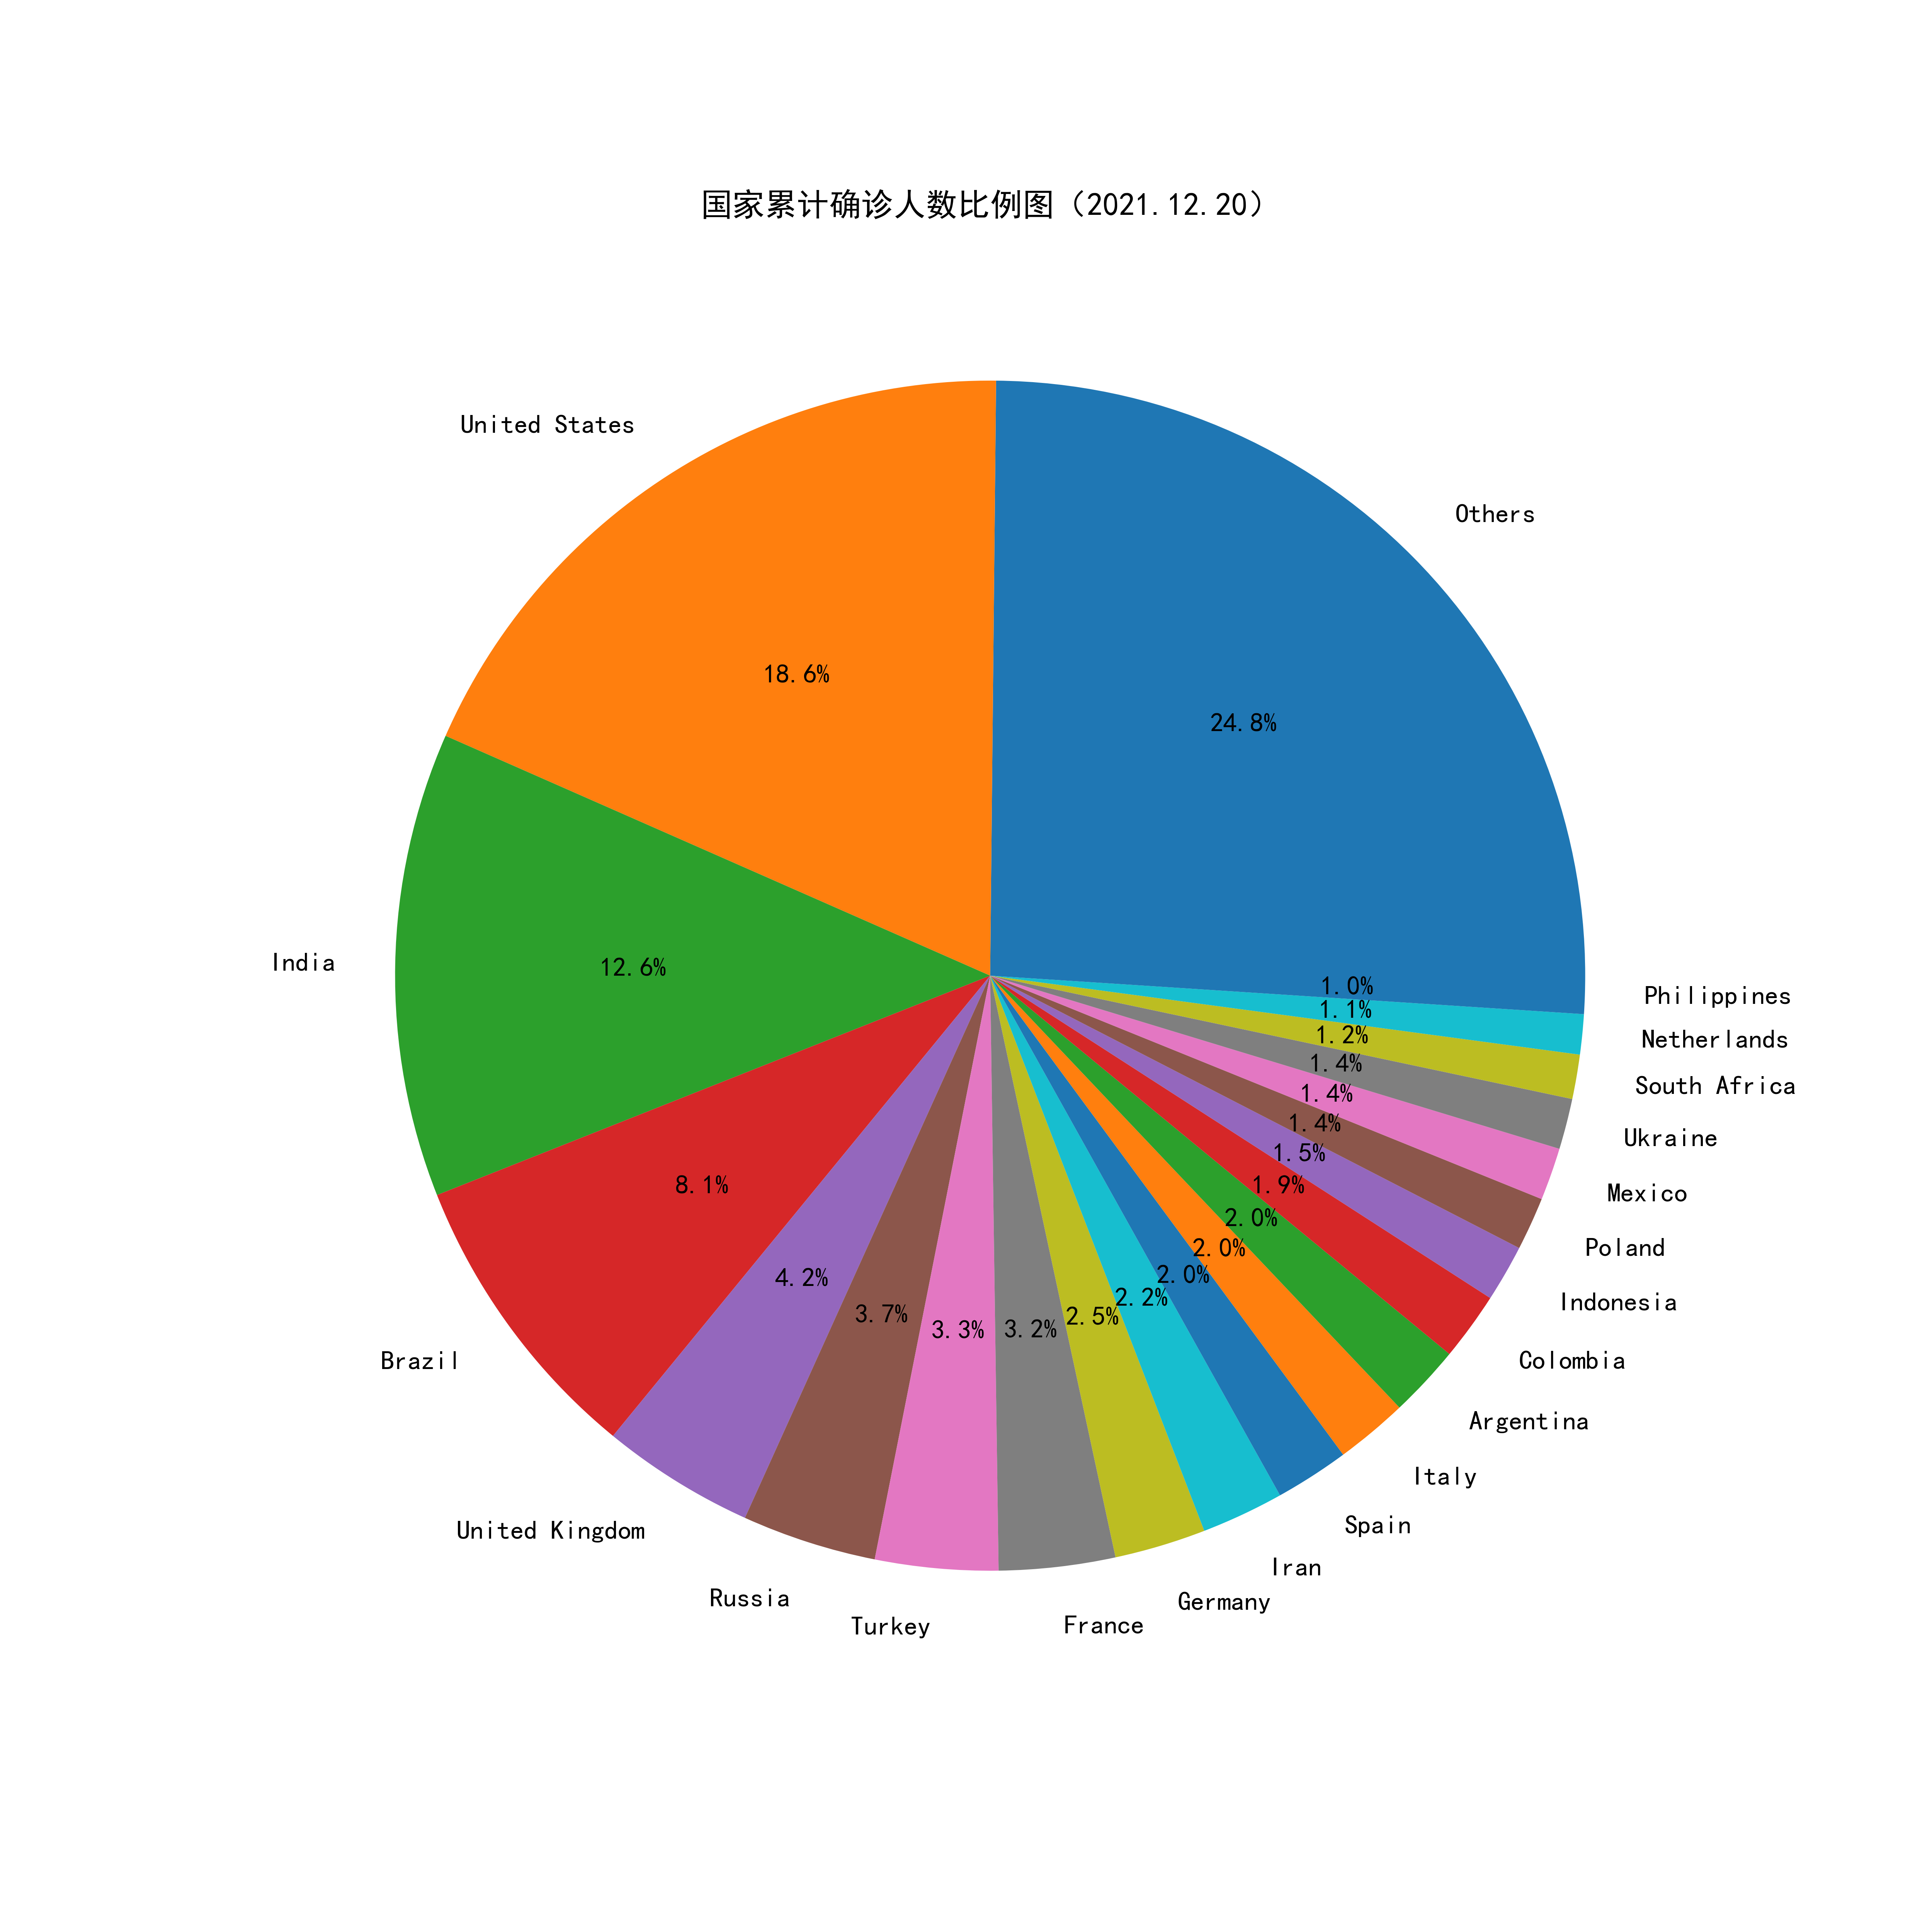 国家累计确诊人数比例图（2021.12.20）
United States
Others
18.6%
24.8%
India
12.6%
1.0%
Philippines
1.1%
Netherlands
1.2%
South Africa
1.4%
Ukraine
1.4%
Mexico
1.4%
Poland
1.5%
Indonesia
1.9%
Colombia
2.0%
Argentina
2.0%
Italy
2.0%
Spain
2.2%
Iran
2.5%
Germany
3.2%
France
3.3%
Turkey
3.7%
Russia
4.2%
United Kingdom
8.1%
Brazil